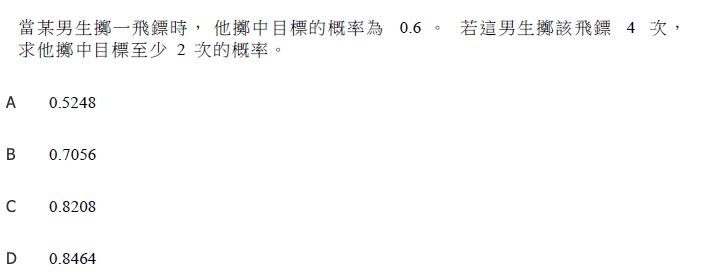 當某男生擲一飛鏢時， 他擲中目標的概率為 0.6 。 若這男生擲該飛鏢 4 次，
求他擲中目標至少 2 次的概率。
A 0.5248
B 0.7056
C 0.8208
D 0.8464